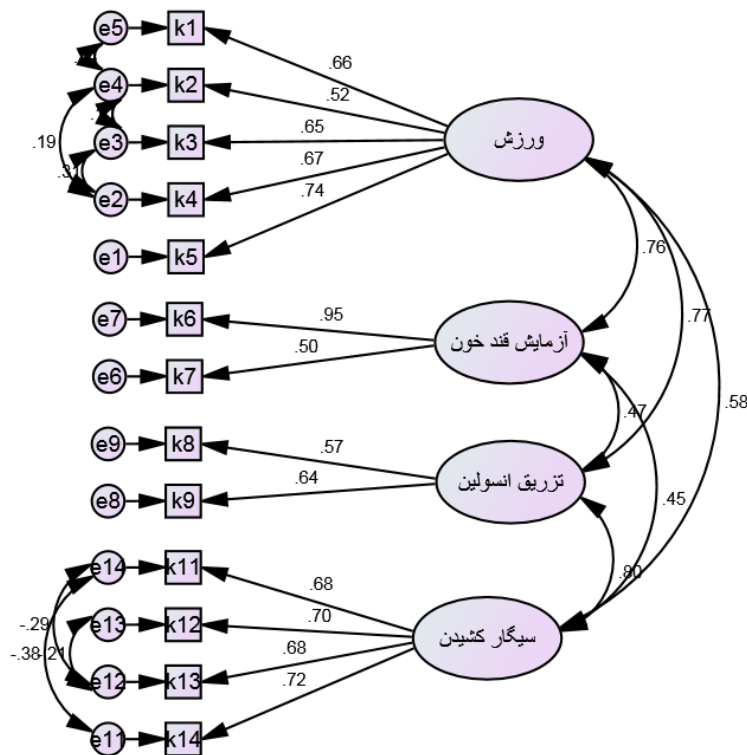 e5
k1
.66
e4
k2
.52
ورزش
e3
k3
.65
.19
.67
e2
k4
.74
e1
k5
.76
e7
k6
.95
آزمایش قند خون
.77
e6
k7
.50
.58
.47
e9
k8
.57
تزریق انسولین
e8
k9
.64
.45
e14
k11
.68
.80
-.29
e13
k12
.70
سیگار کشیدن
-.38
-.21
e12
k13
.68
.72
e11
k14